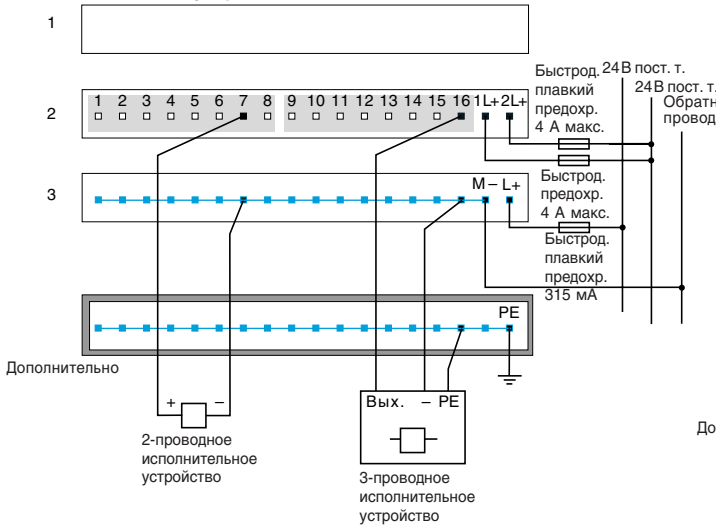 1
Быстрод.
плавкий
предохр.
4 А макс.
24В пост. т.
24В пост. т.
Обратн
провод
2
1 2 3 4 5 6 7 8 9 10 11 12 13 14 15 16 1L+2L+
3
M – L+
Быстрод.
предохр.
4 А макс.
Быстрод.
плавкий
предохр.
315 мА
PE
Дополнительно
+ –
2-проводное
исполнительное
устройство
Вых. – PE
3-проводное
исполнительное
устройство
До